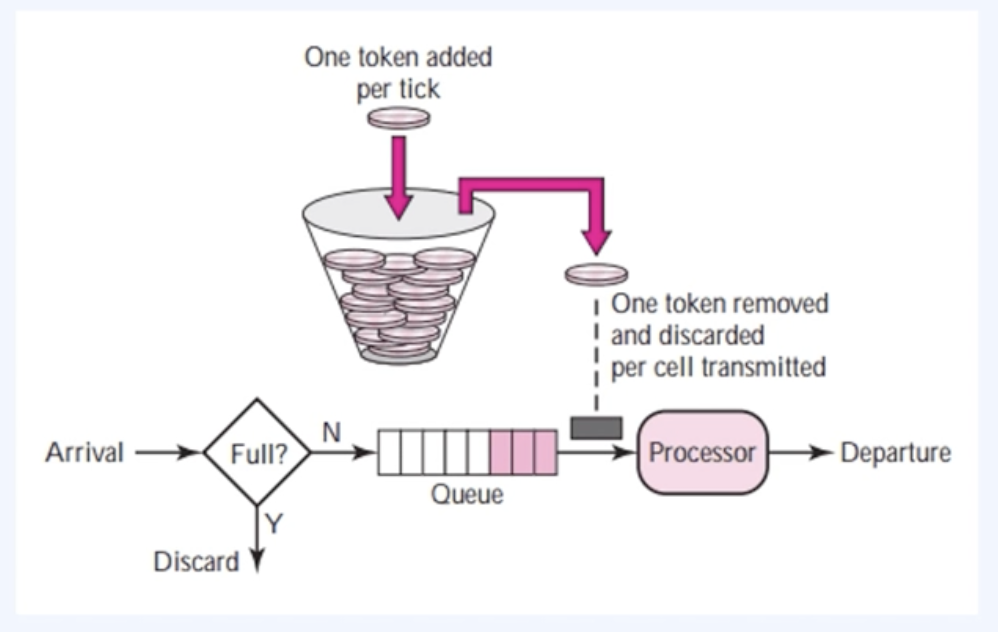 One token added
per tick
One token removed
and discarded
per cell transmitted
Arrival
Full?
N
Queue
Processor
Departure
Y
Discard